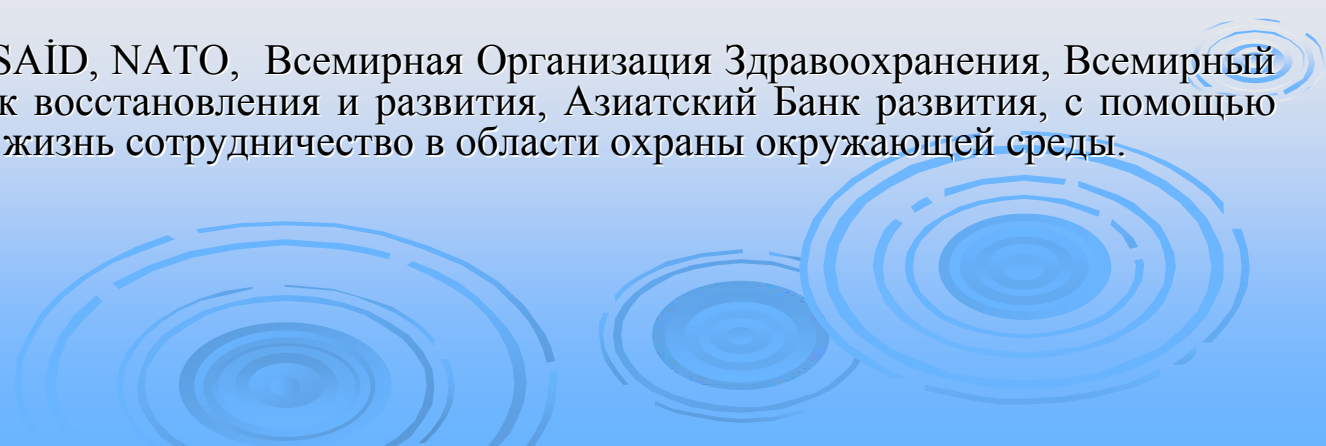 SAİD, NATO, Всемирная Организация Здравоохранения, Всемирный
к восстановления и развития, Азиатский Банк развития, с помощью
жизнь сотрудничество в области охраны окружающей среды.